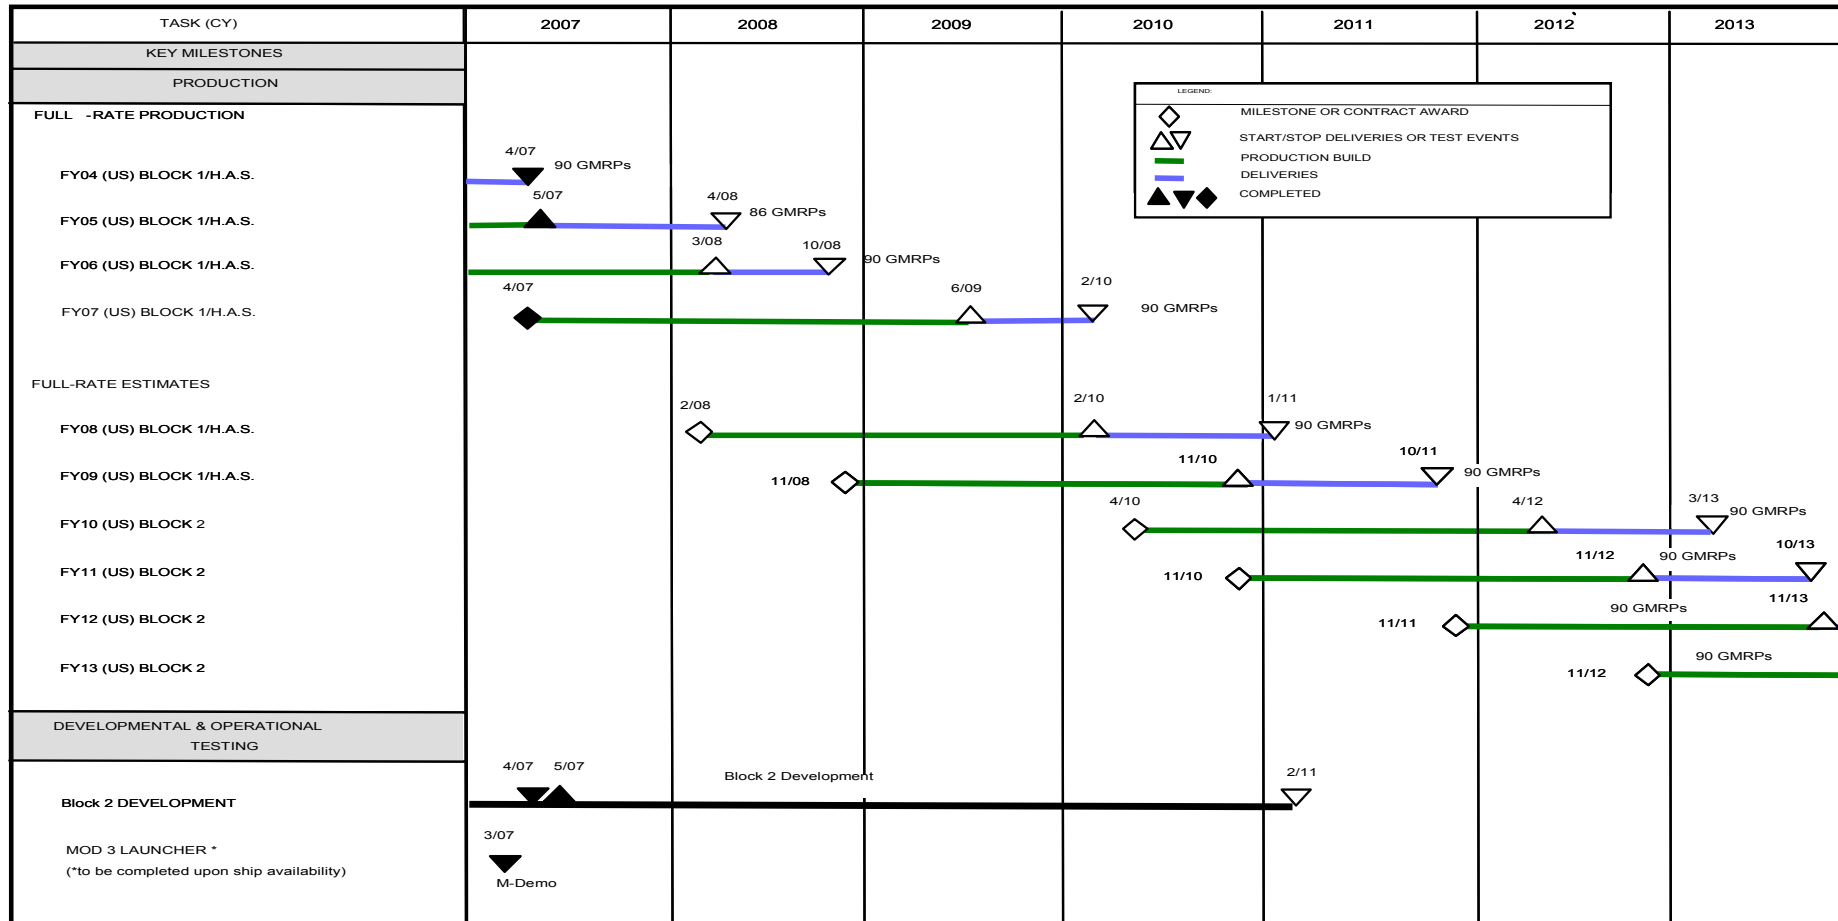 TASK (CY) 2007 2008 2009 2010 2011 2012 2013
KEY MILESTONES
PRODUCTION
LEGEND:
MILESTONE OR CONTRACT AWARD
START/STOP DELIVERIES OR TEST EVENTS
PRODUCTION BUILD
DELIVERIES
COMPLETED
FULL -RATE PRODUCTION
4/07
FY04 (US) BLOCK 1/H.A.S. 90 GMRPs
5/07 4/08
FY05 (US) BLOCK 1/H.A.S. 86 GMRPs
3/08 10/08
FY06 (US) BLOCK 1/H.A.S. 90 GMRPs
4/07 6/09 2/10
FY07 (US) BLOCK 1/H.A.S. 90 GMRPs
FULL-RATE ESTIMATES
2/08 2/10 1/11
FY08 (US) BLOCK 1/H.A.S. 90 GMRPs
11/10 10/11
FY09 (US) BLOCK 1/H.A.S. 11/08 90 GMRPs
4/10 4/12 3/13
FY10 (US) BLOCK 2 90 GMRPs
11/12 90 GMRPs 10/13
FY11 (US) BLOCK 2 11/10
90 GMRPs 11/13
FY12 (US) BLOCK 2 11/11
90 GMRPs
FY13 (US) BLOCK 2 11/12
DEVELOPMENTAL & OPERATIONAL
TESTING
4/07 5/07 Block 2 Development 2/11
Block 2 DEVELOPMENT
3/07
MOD 3 LAUNCHER *
(*to be completed upon ship availability)
M-Demo